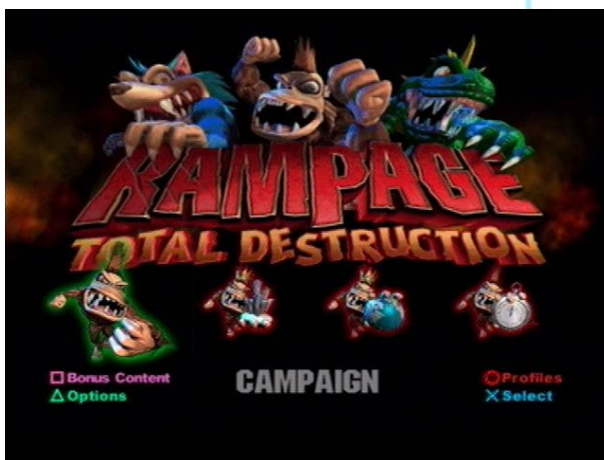 RAMPAGE
TOTAL DESTRUCTION
Bonus Content
Options
CAMPAIGN
Profiles
Select